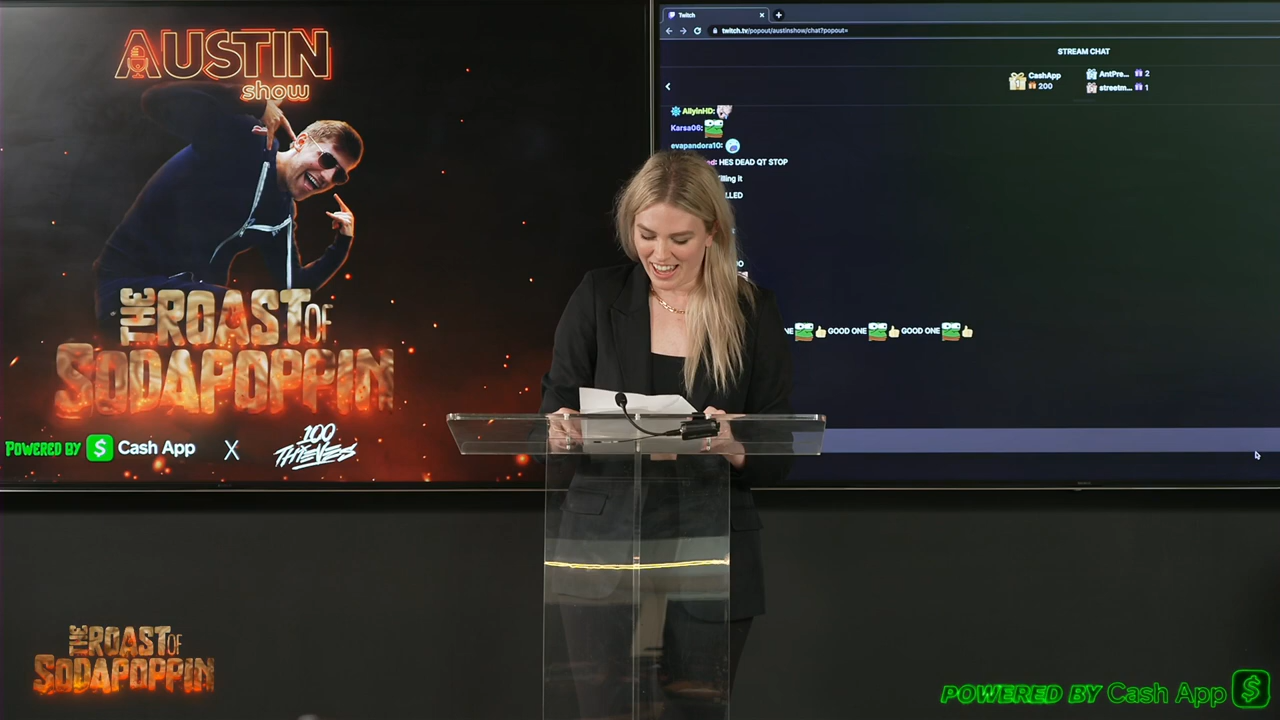 AUSTIN
show
THE ROAST OF
SODAPOPPIN
POWERED BY $ Cash App X 100 THIEVES
Twitch
twitch.tv/popout/austinshow/chat?popout=
STREAM CHAT
CashApp
200
AntPre... 2
streetm... 1
AllyinHD:
Karsa06:
evapandora10:
HES DEAD QT STOP
GOOD ONE GOOD ONE
THE ROAST OF
SODAPOPPIN
POWERED BY Cash App $